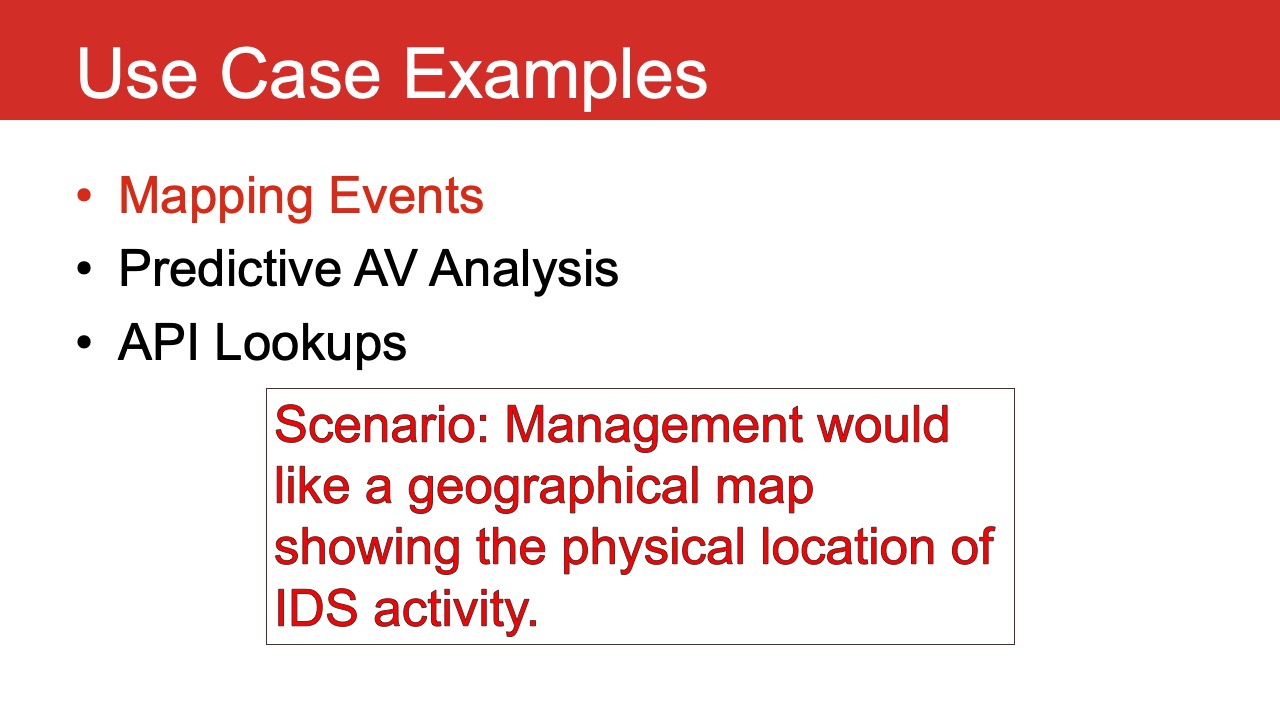 Use Case Examples
• Mapping Events
• Predictive AV Analysis
• API Lookups
Scenario: Management would
like a geographical map
showing the physical location of
IDS activity.